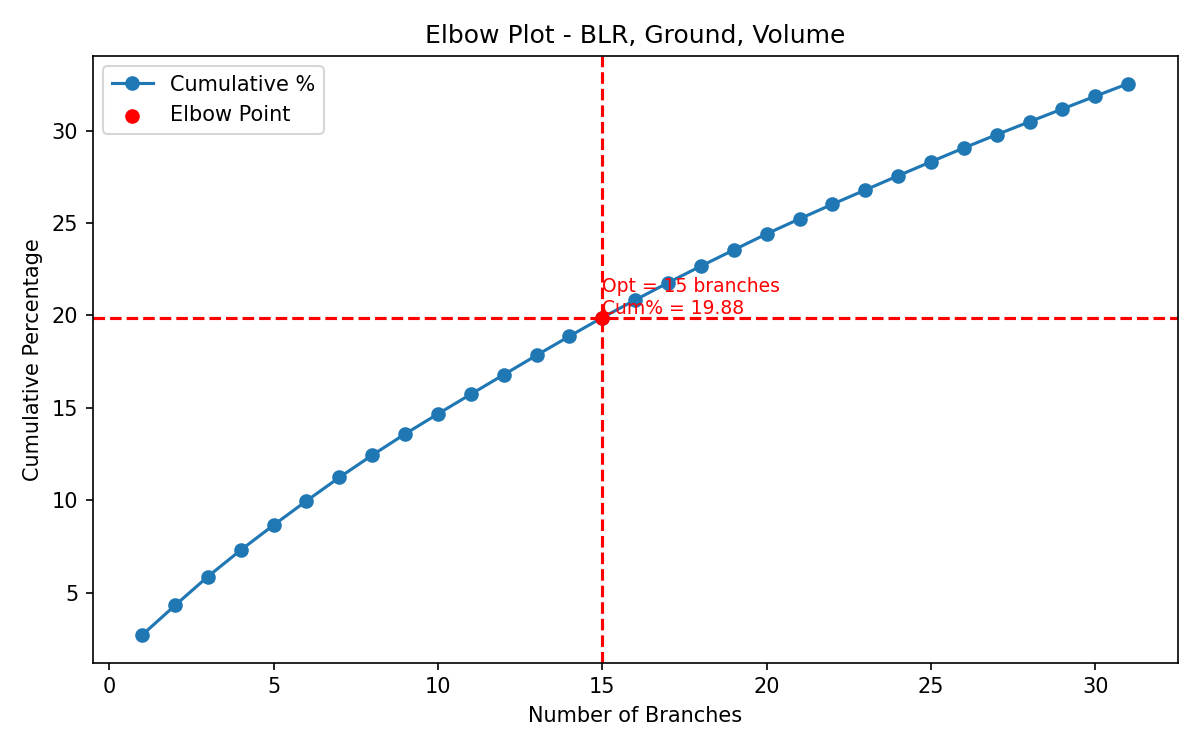 Elbow Plot - BLR, Ground, Volume
Cumulative %
Elbow Point
Opt = 15 branches
Cum% = 19.88
Cumulative Percentage
30
25
20
15
10
5
0
5
10
15
20
25
30
Number of Branches